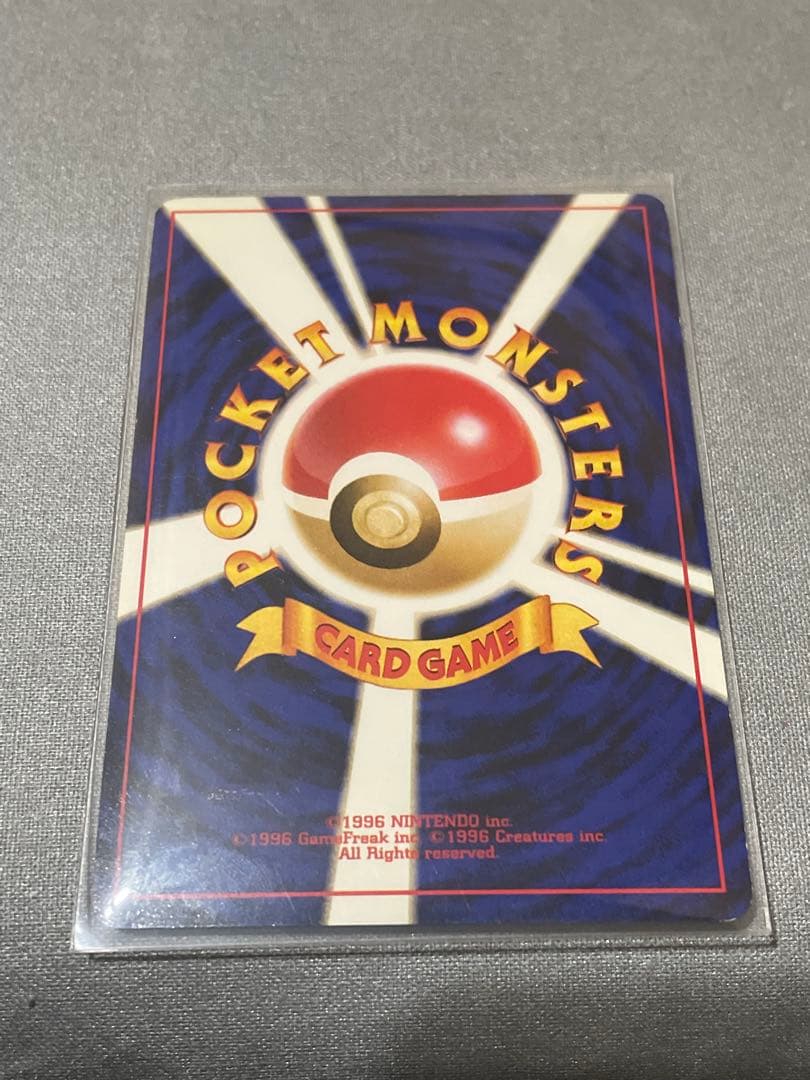 POCKET MONSTERS
CARD GAME
©1996 NINTENDO inc.
©1996 GameFreak inc. ©1996 Creatures inc.
All Rights reserved.